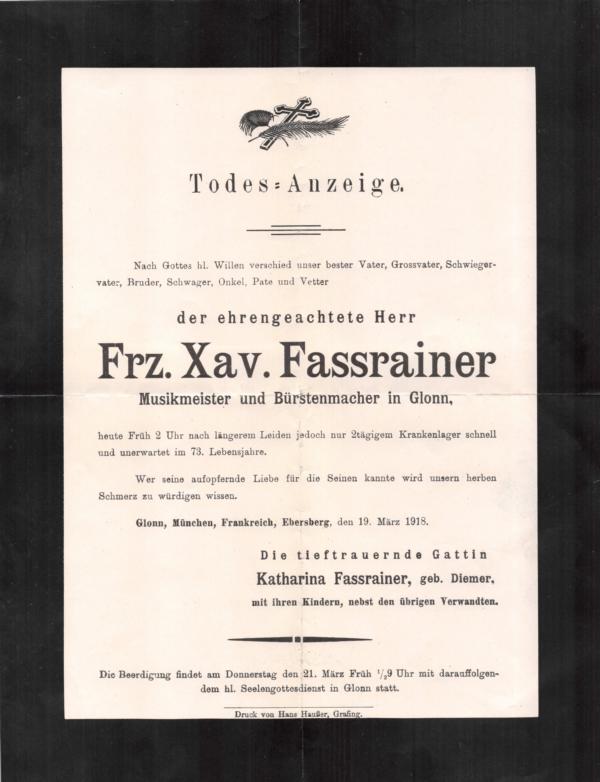 Todes-Anzeige.
Nach Gottes hl. Willen verschied unser bester Vater, Grossvater, Schwieger-
vater, Bruder, Schwager, Onkel, Pate und Vetter
der ehrengeachtete Herr
Frz. Xav. Fassrainer
Musikmeister und Bürstenmacher in Glonn,
heute Früh 2 Uhr nach längerem Leiden jedoch nur 2tägigem Krankenlager schnell
und unerwartet im 73. Lebensjahre.
Wer seine aufopfernde Liebe für die Seinen kannte wird unsern herben
Schmerz zu würdigen wissen.
Glonn, München, Frankreich, Ebersberg, den 19. März 1918.
Die tieftrauernde Gattin
Katharina Fassrainer, geb. Diemer,
mit ihren Kindern, nebst den übrigen Verwandten.
Die Beerdigung findet am Donnerstag den 21. März Früh ½9 Uhr mit darauffolgen-
dem hl. Seelengottesdienst in Glonn statt.
Druck von Hans Haußer, Grafing.